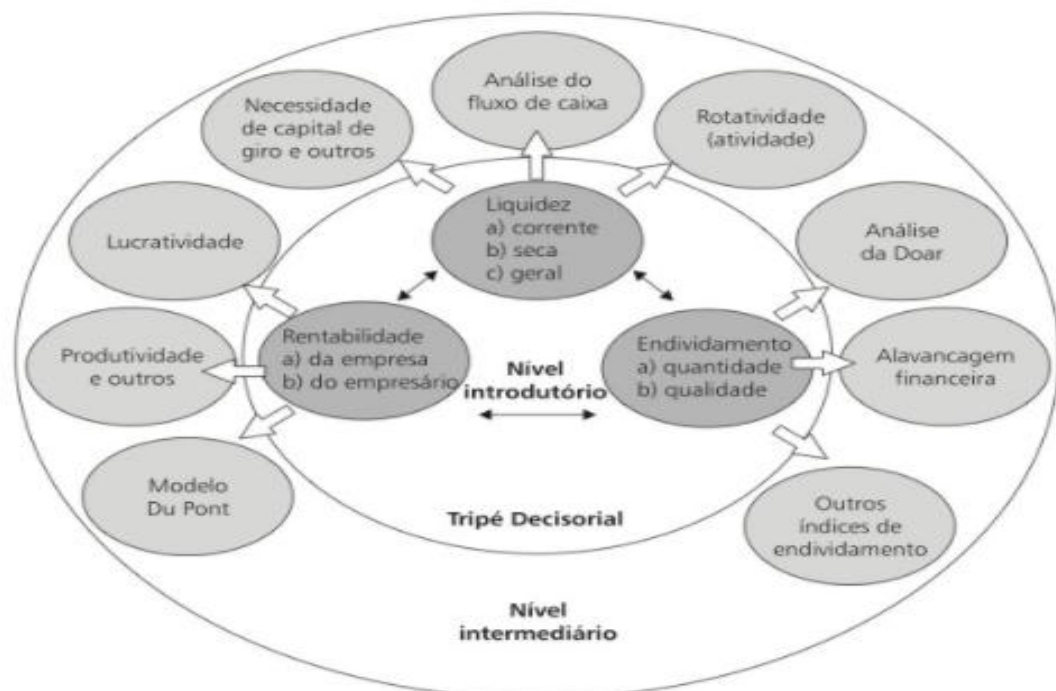 Análise do
fluxo de caixa
Necessidade
de capital de
giro e outros
Rotatividade
(atividade)
Liquidez
a) corrente
b) seca
c) geral
Lucratividade
Análise
da Doar
Rentabilidade
a) da empresa
b) do empresário
Endividamento
a) quantidade
b) qualidade
Produtividade
e outros
Nível
introdutório
Alavancagem
financeira
Modelo
Du Pont
Tripé Decisorial
Outros
índices de
endividamento
Nível
intermediário